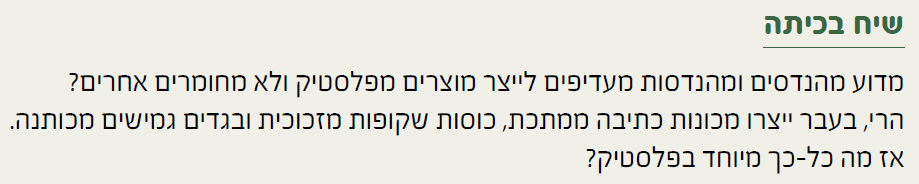 שיח בכיתה
מדוע מהנדסים ומהנדסות מעדיפים לייצר מוצרים מפלסטיק ולא מחומרים אחרים?
הרי, בעבר ייצרו מכונות כתיבה ממתכת, כוסות שקופות מזכוכית ובגדים גמישים מכותנה.
אז מה כל-כך מיוחד בפלסטיק?